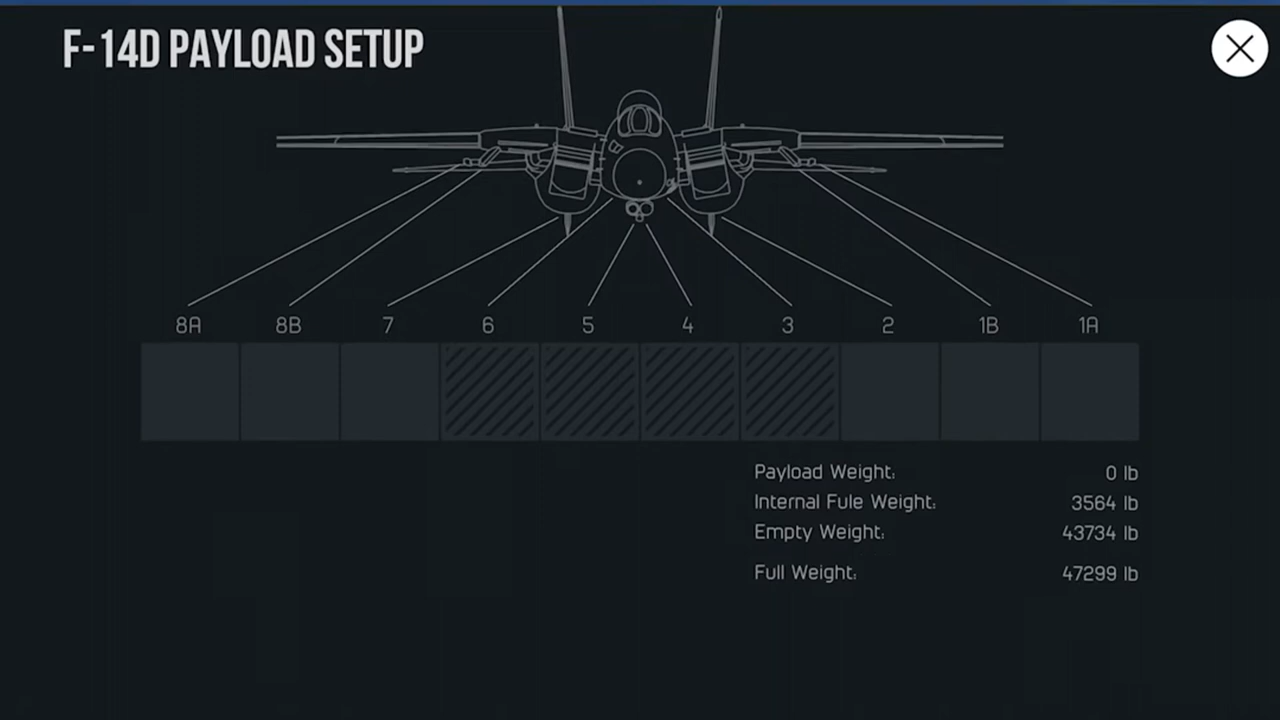 F-14D PAYLOAD SETUP
8A 8B 7 6 5 4 3 2 1B 1A
Payload Weight: 0 lb
Internal Fule Weight: 3564 lb
Empty Weight: 43734 lb
Full Weight: 47299 lb